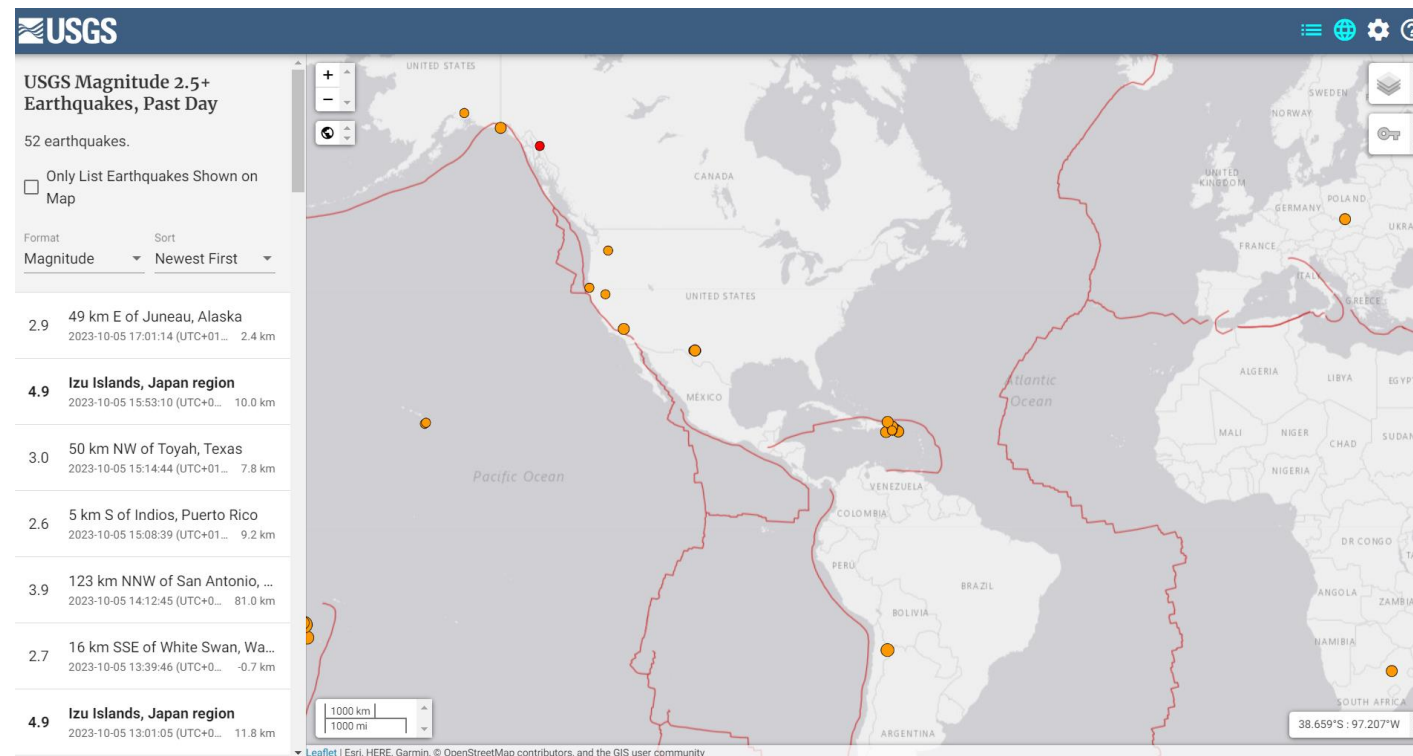 USGS
USGS Magnitude 2.5+
Earthquakes, Past Day
52 earthquakes.
Only List Earthquakes Shown on
Map
Format
Sort
Magnitude
Newest First
2.9
49 km E of Juneau, Alaska
2023-10-05 17:01:14 (UTC+01... 2.4 km
4.9
Izu Islands, Japan region
2023-10-05 15:53:10 (UTC+0... 10.0 km
3.0
50 km NW of Toyah, Texas
2023-10-05 15:14:44 (UTC+01... 7.8 km
2.6
5 km S of Indios, Puerto Rico
2023-10-05 15:08:39 (UTC+01... 9.2 km
3.9
123 km NNW of San Antonio, ...
2023-10-05 14:12:45 (UTC+0... 81.0 km
2.7
16 km SSE of White Swan, Wa...
2023-10-05 13:39:46 (UTC+0... -0.7 km
4.9
Izu Islands, Japan region
2023-10-05 13:01:05 (UTC+0... 11.8 km
+
−
UNITED STATES
CANADA
UNITED STATES
MÉXICO
Pacific Ocean
Atlantic
Ocean
VENEZUELA
COLOMBIA
PERÚ
BRAZIL
BOLIVIA
ARGENTINA
SWEDEN
NORWAY
UNITED
KINGDOM
POLAND
GERMANY
UKRA
FRANCE
ITALY
GREECE
ALGERIA
LIBYA
EGYPT
MALI
NIGER
CHAD
SUDAN
NIGERIA
DR CONGO
TA
ANGOLA
ZAMBIA
NAMIBIA
SOUTH AFRICA
1000 km
1000 mi
38.659°S : 97.207°W
Leaflet | Esri, HERE, Garmin, © OpenStreetMap contributors, and the GIS user community